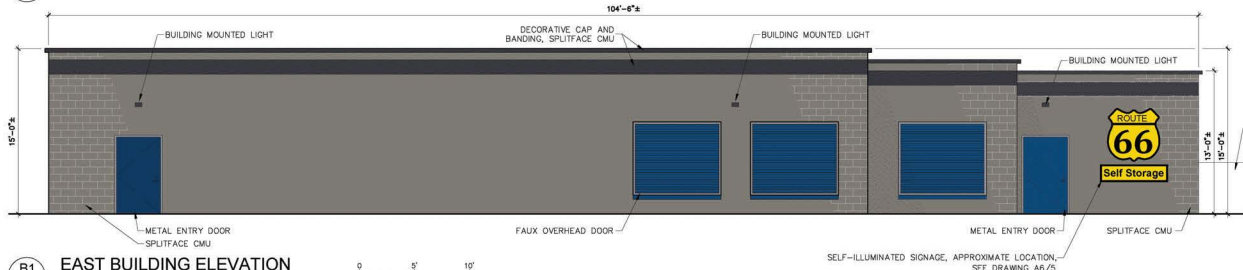 104'-6"±
BUILDING MOUNTED LIGHT
DECORATIVE CAP AND
BANDING, SPLITFACE CMU
BUILDING MOUNTED LIGHT
BUILDING MOUNTED LIGHT
15'-0"±
ROUTE
66
Self Storage
13'-0"±
15'-0"±
METAL ENTRY DOOR
SPLITFACE CMU
FAUX OVERHEAD DOOR
METAL ENTRY DOOR
SPLITFACE CMU
SELF-ILLUMINATED SIGNAGE, APPROXIMATE LOCATION,
SEE DRAWING A6/5
B1
EAST BUILDING ELEVATION
0 5' 10'